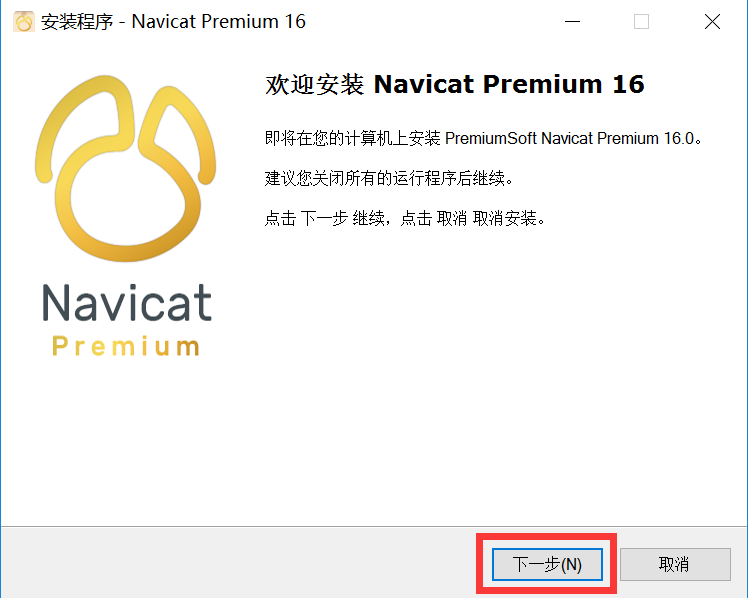 安装程序 - Navicat Premium 16
欢迎安装 Navicat Premium 16
即将在您的计算机上安装 PremiumSoft Navicat Premium 16.0。
建议您关闭所有的运行程序后继续。
点击 下一步 继续，点击 取消 取消安装。
Navicat
Premium
下一步(N)
取消